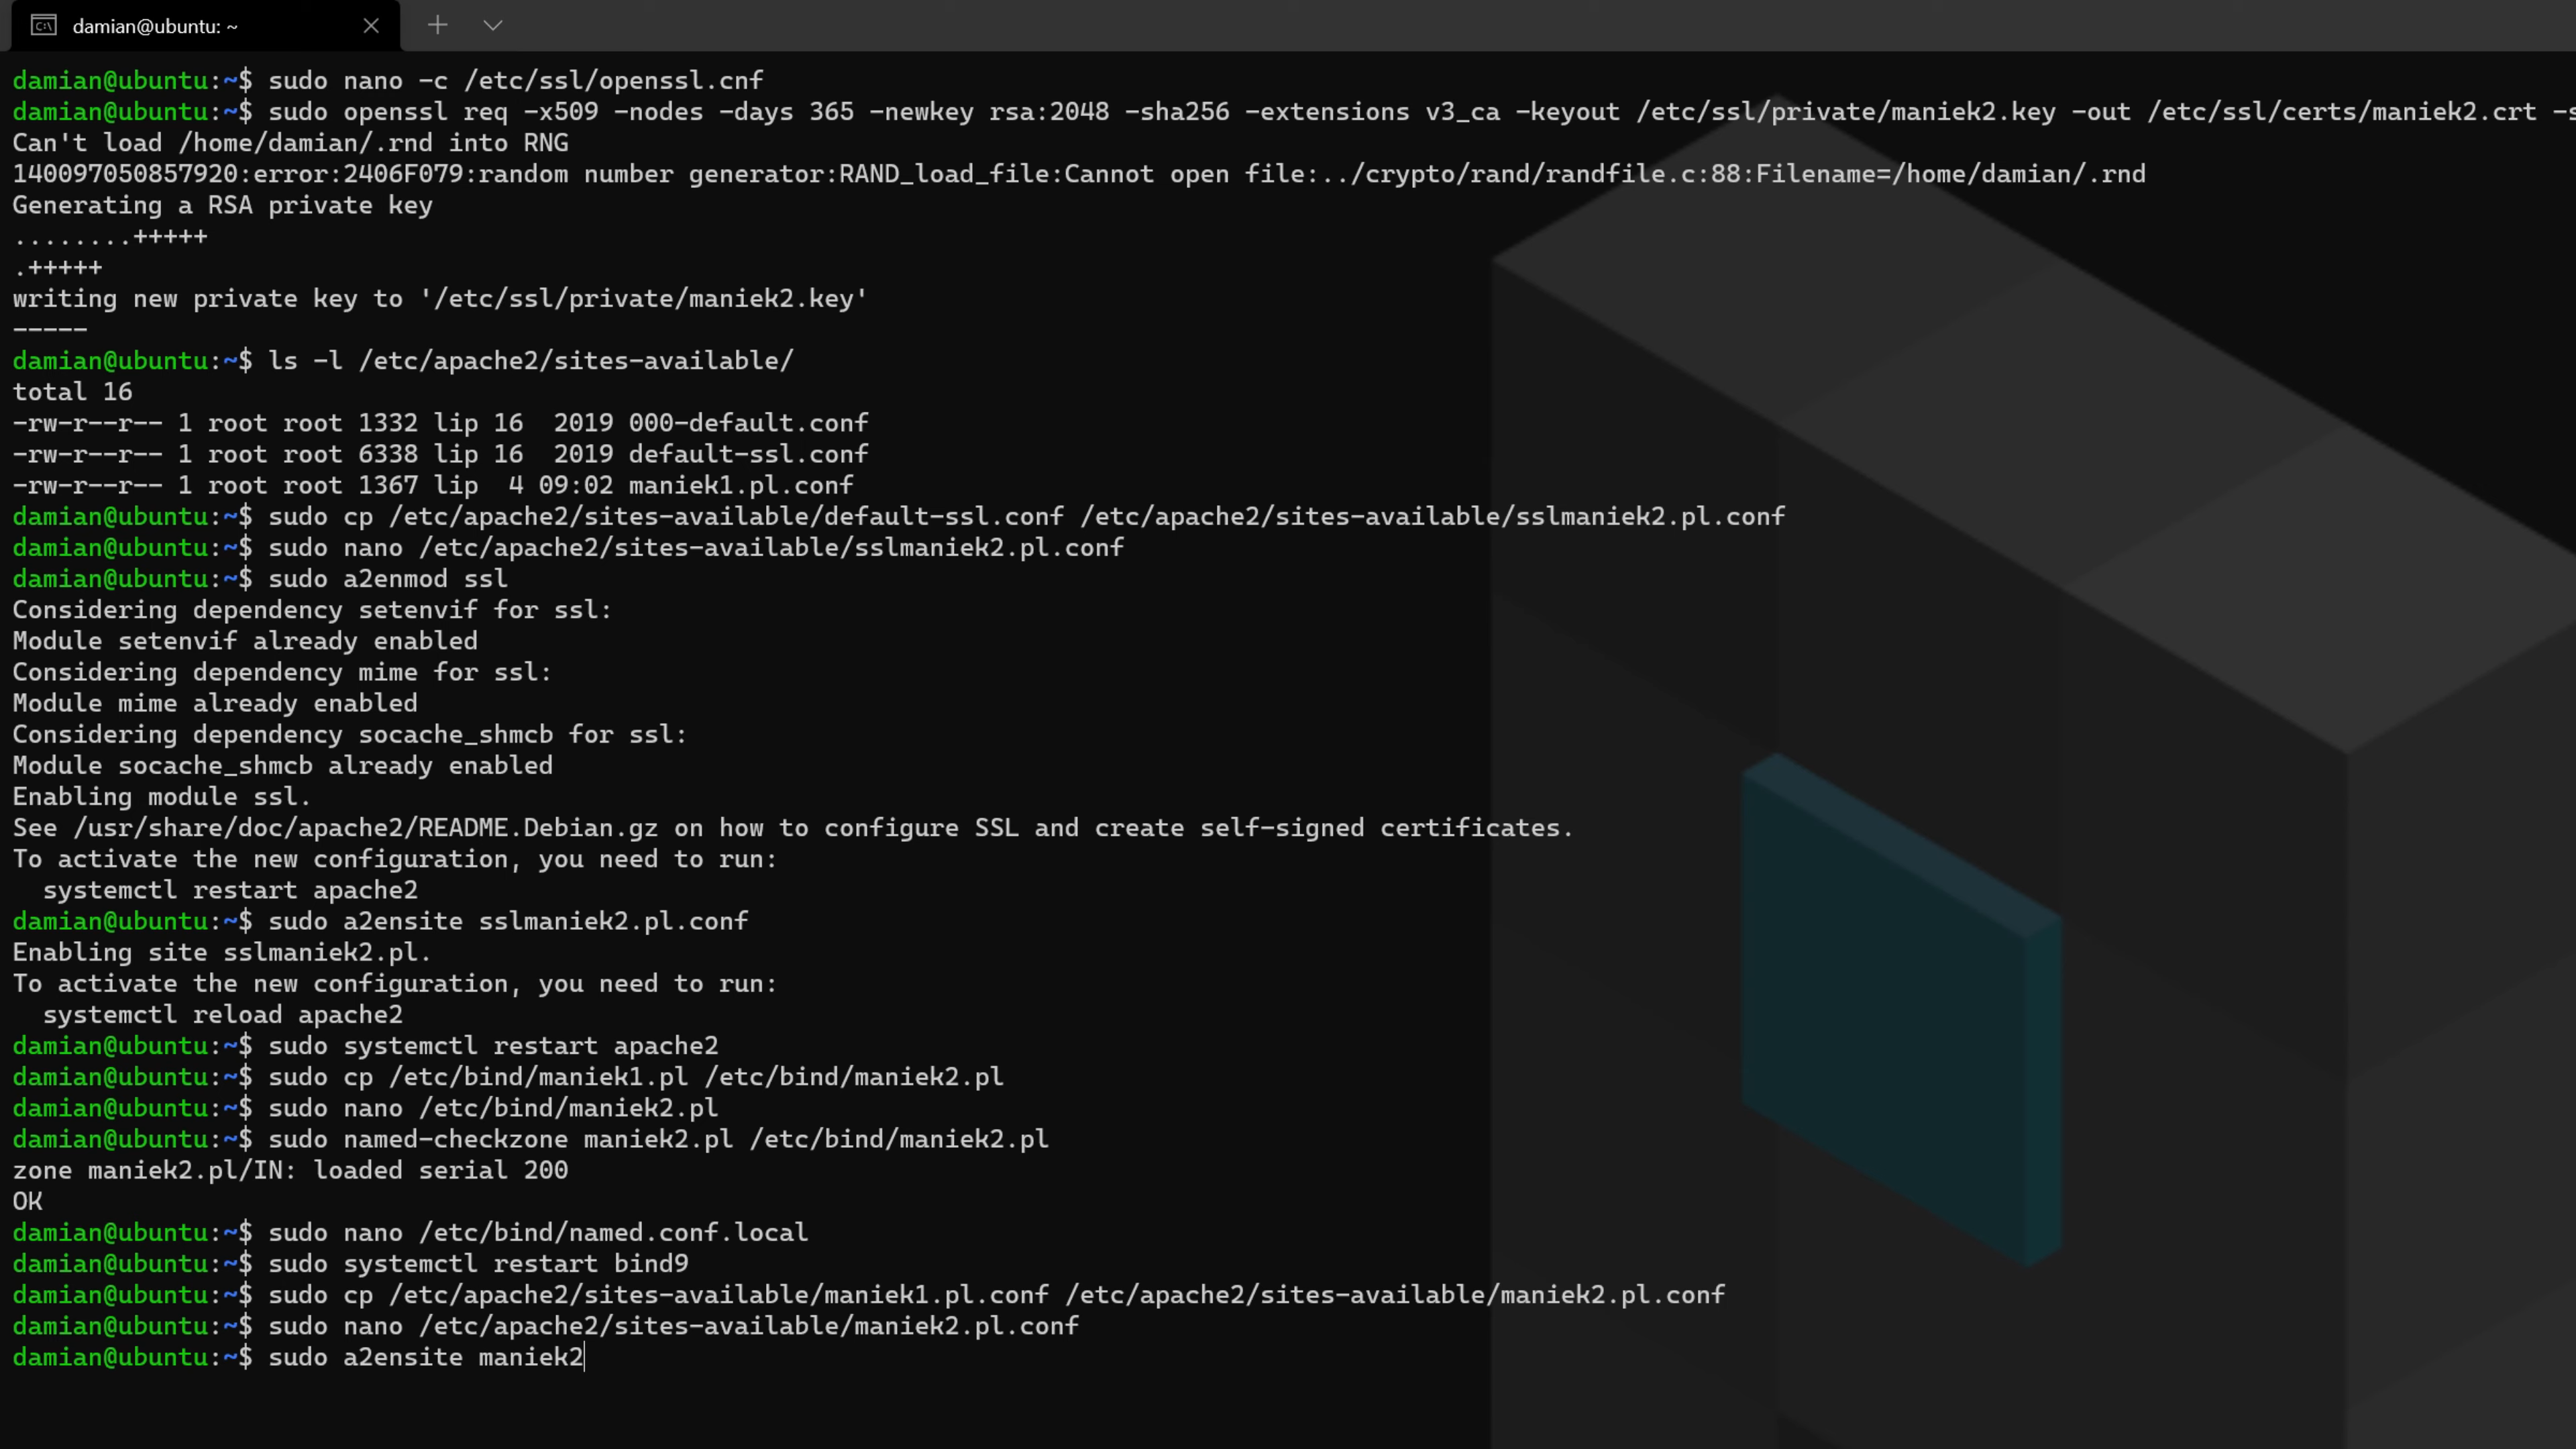 damian@ubuntu: ~
damian@ubuntu:~$ sudo nano -c /etc/ssl/openssl.cnf
damian@ubuntu:~$ sudo openssl req -x509 -nodes -days 365 -newkey rsa:2048 -sha256 -extensions v3_ca -keyout /etc/ssl/private/maniek2.key -out /etc/ssl/certs/maniek2.crt -s
Can't load /home/damian/.rnd into RNG
140097050857920:error:2406F079:random number generator:RAND_load_file:Cannot open file:../crypto/rand/randfile.c:88:Filename=/home/damian/.rnd
Generating a RSA private key
........+++++
.+++++
writing new private key to '/etc/ssl/private/maniek2.key'
-----
damian@ubuntu:~$ ls -l /etc/apache2/sites-available/
total 16
-rw-r--r-- 1 root root 1332 lip 16  2019 000-default.conf
-rw-r--r-- 1 root root 6338 lip 16  2019 default-ssl.conf
-rw-r--r-- 1 root root 1367 lip  4 09:02 maniek1.pl.conf
damian@ubuntu:~$ sudo cp /etc/apache2/sites-available/default-ssl.conf /etc/apache2/sites-available/sslmaniek2.pl.conf
damian@ubuntu:~$ sudo nano /etc/apache2/sites-available/sslmaniek2.pl.conf
damian@ubuntu:~$ sudo a2enmod ssl
Considering dependency setenvif for ssl:
Module setenvif already enabled
Considering dependency mime for ssl:
Module mime already enabled
Considering dependency socache_shmcb for ssl:
Module socache_shmcb already enabled
Enabling module ssl.
See /usr/share/doc/apache2/README.Debian.gz on how to configure SSL and create self-signed certificates.
To activate the new configuration, you need to run:
  systemctl restart apache2
damian@ubuntu:~$ sudo a2ensite sslmaniek2.pl.conf
Enabling site sslmaniek2.pl.
To activate the new configuration, you need to run:
  systemctl reload apache2
damian@ubuntu:~$ sudo systemctl restart apache2
damian@ubuntu:~$ sudo cp /etc/bind/maniek1.pl /etc/bind/maniek2.pl
damian@ubuntu:~$ sudo nano /etc/bind/maniek2.pl
damian@ubuntu:~$ sudo named-checkzone maniek2.pl /etc/bind/maniek2.pl
zone maniek2.pl/IN: loaded serial 200
OK
damian@ubuntu:~$ sudo nano /etc/bind/named.conf.local
damian@ubuntu:~$ sudo systemctl restart bind9
damian@ubuntu:~$ sudo cp /etc/apache2/sites-available/maniek1.pl.conf /etc/apache2/sites-available/maniek2.pl.conf
damian@ubuntu:~$ sudo nano /etc/apache2/sites-available/maniek2.pl.conf
damian@ubuntu:~$ sudo a2ensite maniek2